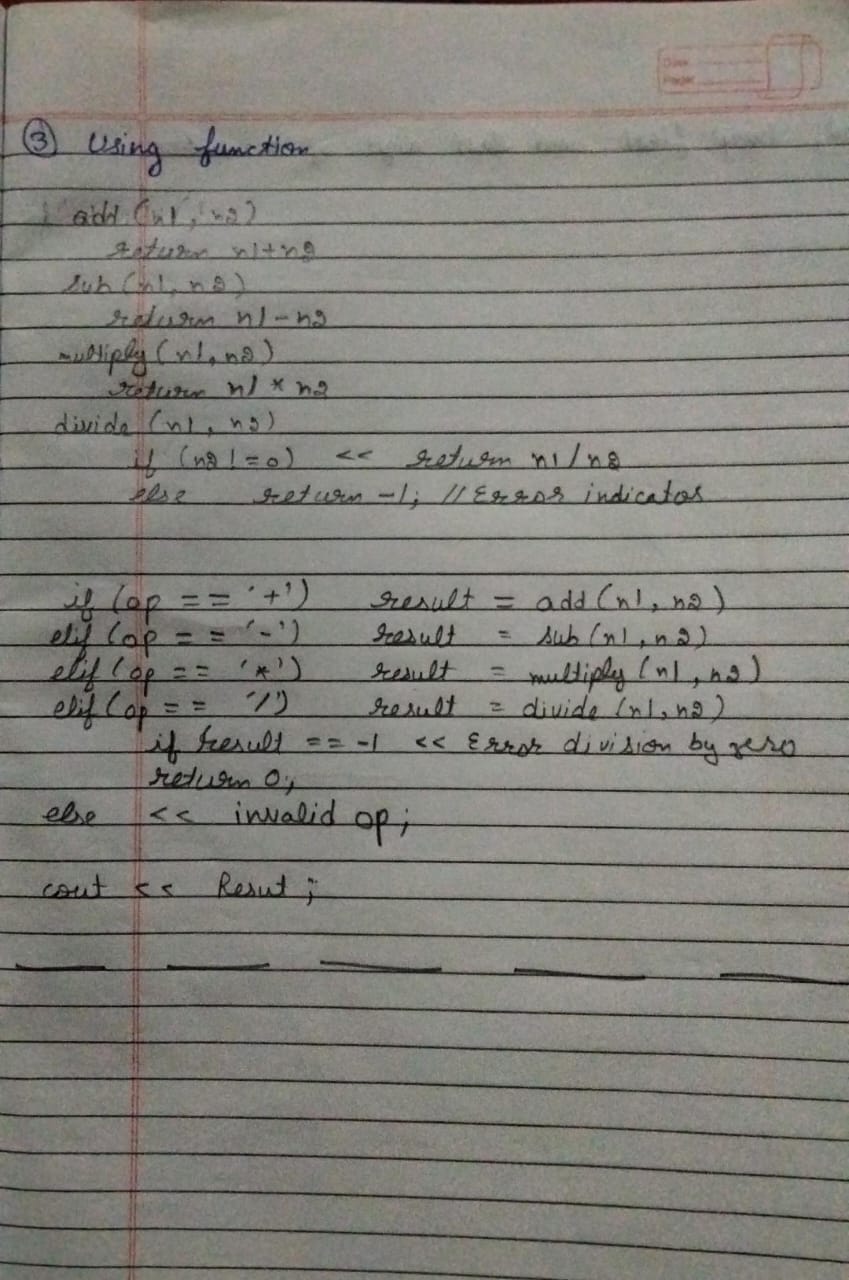 ③ Using function
add (n1, n2)
return n1+n2
sub (n1, n2)
return n1-n2
multiply (n1, n2)
return n1 * n2
divide (n1, n2)
if (n2 != 0) << return n1/n2
else return -1; // Error indicator
if (op == '+') result = add (n1, n2)
elif (op == '-') result = sub (n1, n2)
elif (op == '*') result = multiply (n1, n2)
elif (op == '/') result = divide (n1, n2)
if result == -1 << Error division by zero
return 0;
else << invalid op;
cout << Resut;